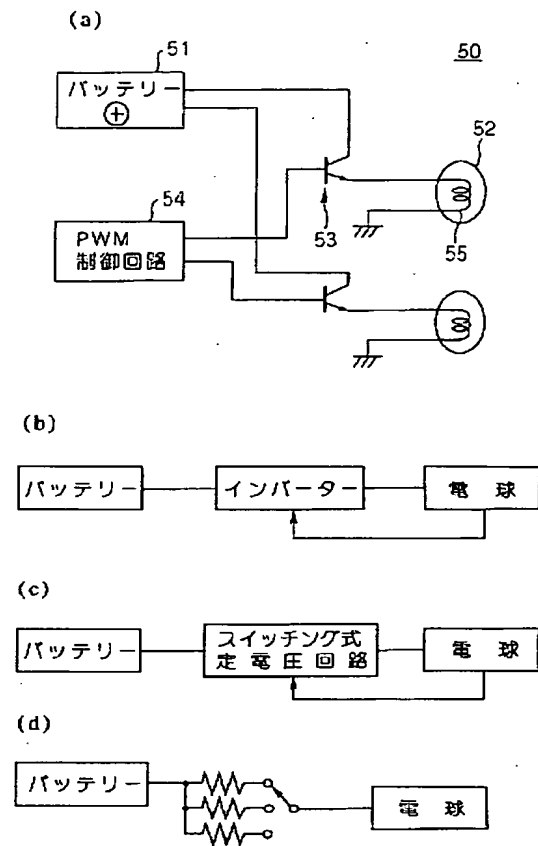 (a)
51
50
バッテリー
⊕
52
54
53
55
PWM
制御回路
(b)
バッテリー
インバーター
電球
(c)
バッテリー
スイッチング式
定電圧回路
電球
(d)
バッテリー
電球